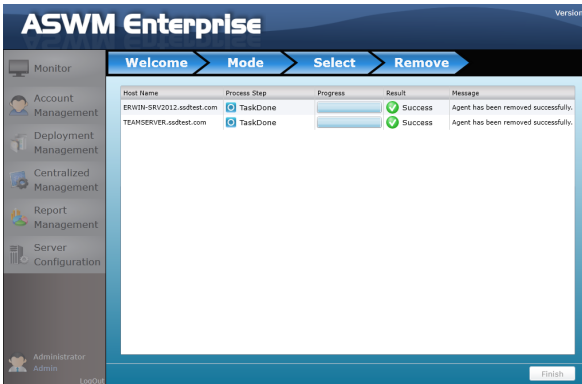 ASWM Enterprise
Version
Welcome Mode Select Remove
Monitor
Account
Management
Deployment
Management
Centralized
Management
Report
Management
Server
Configuration
Host Name Process Step Progress Result Message
ERWIN-SRV2012.ssdtest.com TaskDone Success Agent has been removed successfully.
TEAMSERVER.ssdtest.com TaskDone Success Agent has been removed successfully.
Administrator
Admin
LogOut
Finish